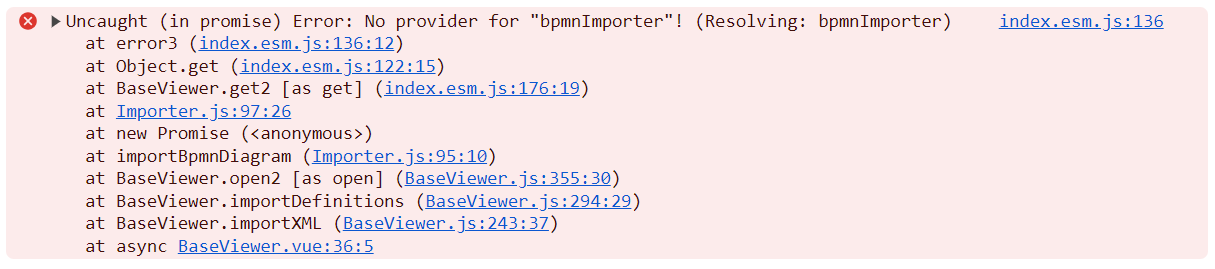 Uncaught (in promise) Error: No provider for "bpmnImporter"! (Resolving: bpmnImporter) index.esm.js:136
at error3 (index.esm.js:136:12)
at Object.get (index.esm.js:122:15)
at BaseViewer.get2 [as get] (index.esm.js:176:19)
at Importer.js:97:26
at new Promise (<anonymous>)
at importBpmnDiagram (Importer.js:95:10)
at BaseViewer.open2 [as open] (BaseViewer.js:355:30)
at BaseViewer.importDefinitions (BaseViewer.js:294:29)
at BaseViewer.importXML (BaseViewer.js:243:37)
at async BaseViewer.vue:36:5